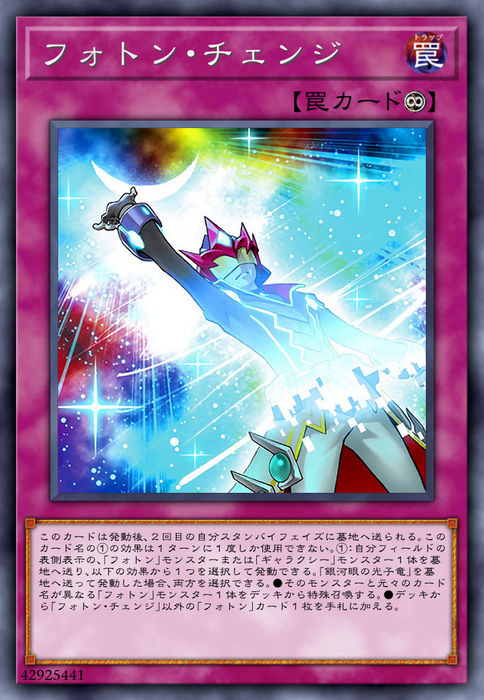 フォトン・チェンジ
トラップ
罠
【罠カード】
このカードは発動後、2回目の自分スタンバイフェイズに墓地へ送られる。この
カード名の①の効果は1ターンに1度しか使用できない。①:自分フィールドの
表側表示の、「フォトン」モンスターまたは「ギャラクシー」モンスター1体を墓
地へ送り、以下の効果から1つを選択して発動できる。「銀河眼の光子竜」を墓
地へ送って発動した場合、両方を選択できる。●そのモンスターと元々のカード
名が異なる「フォトン」モンスター1体をデッキから特殊召喚する。●デッキか
ら「フォトン・チェンジ」以外の「フォトン」カード1枚を手札に加える。
42925441